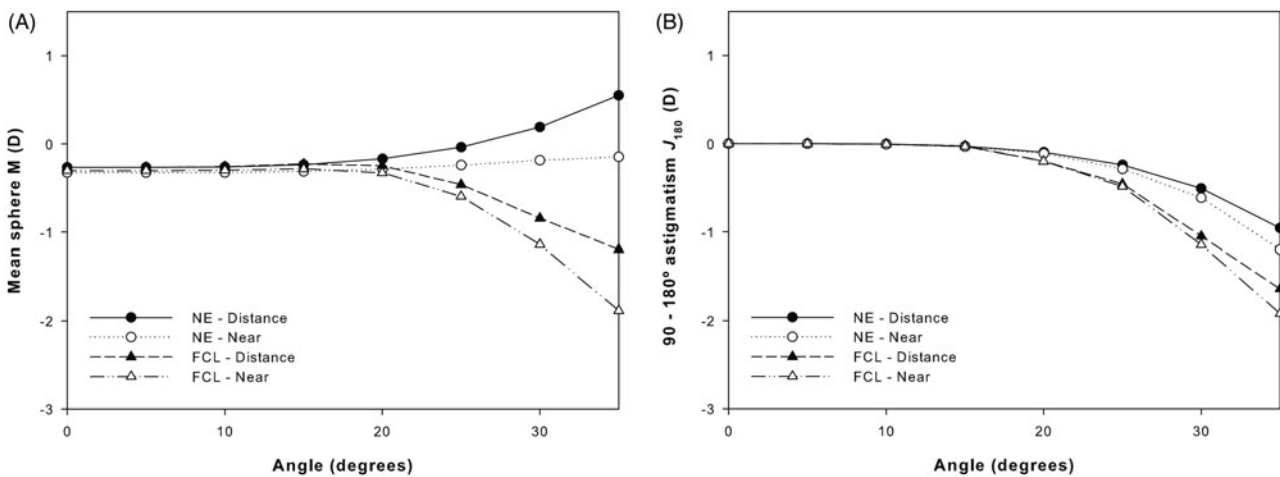 (A)
Mean sphere M (D)
1
0
-1
-2
-3
NE - Distance
NE - Near
FCL - Distance
FCL - Near
0
10
20
30
Angle (degrees)
(B)
90 - 180º astigmatism J180 (D)
1
0
-1
-2
-3
NE - Distance
NE - Near
FCL - Distance
FCL - Near
0
10
20
30
Angle (degrees)